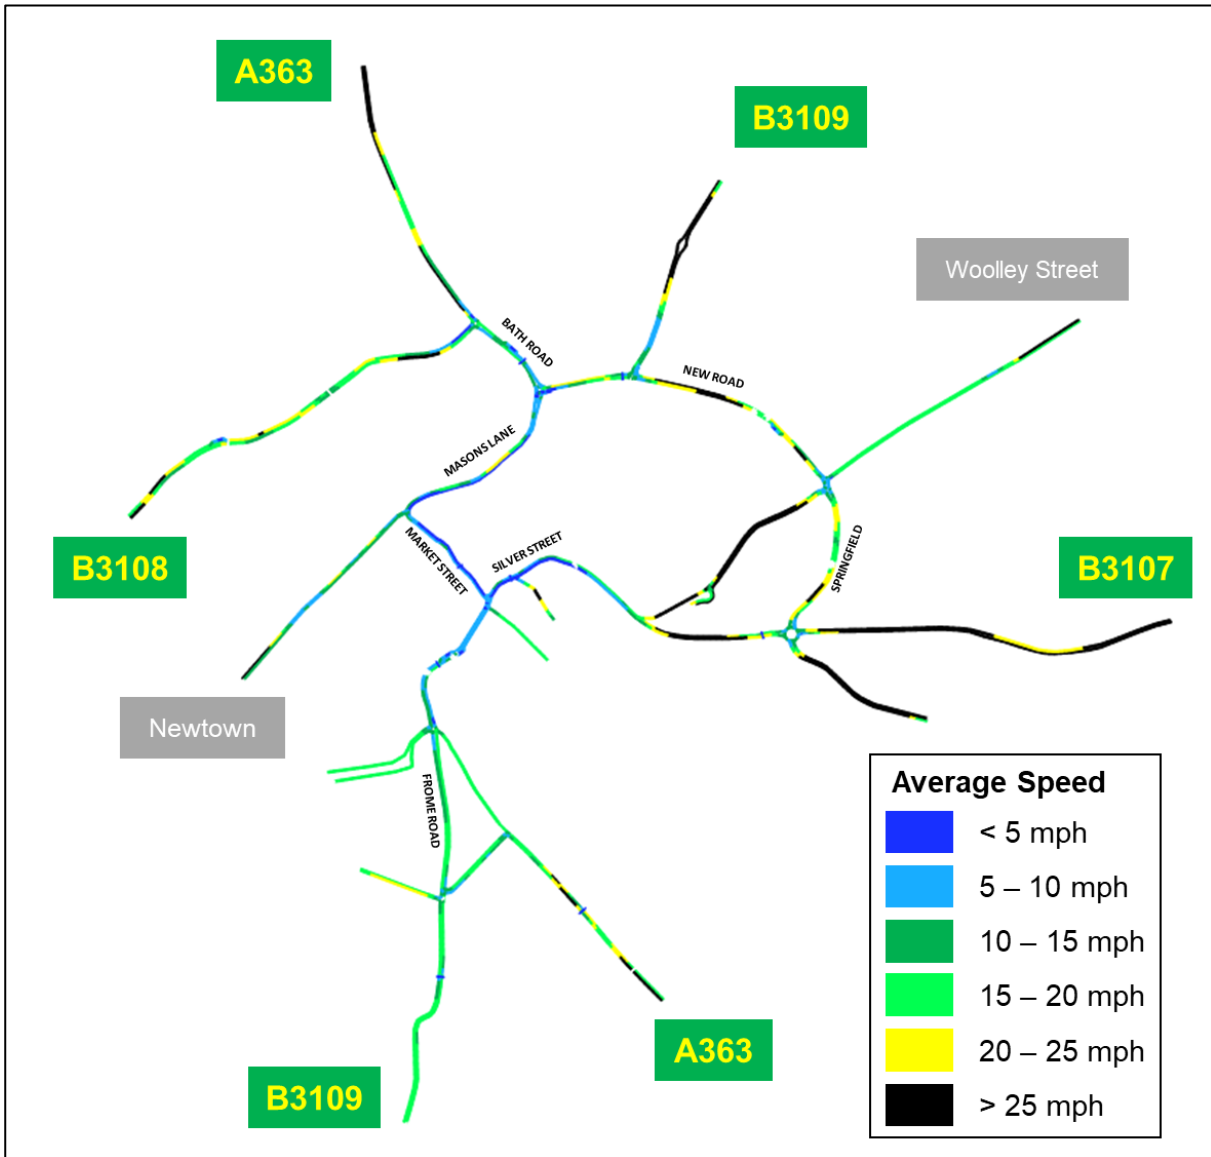 A363
B3109
Woolley Street
BATH ROAD
NEW ROAD
MASONS LANE
MARKET STREET
SILVER STREET
SPRINGFIELD
B3108
B3107
Newtown
FROME ROAD
Average Speed
< 5 mph
5 – 10 mph
10 – 15 mph
15 – 20 mph
20 – 25 mph
> 25 mph
A363
B3109